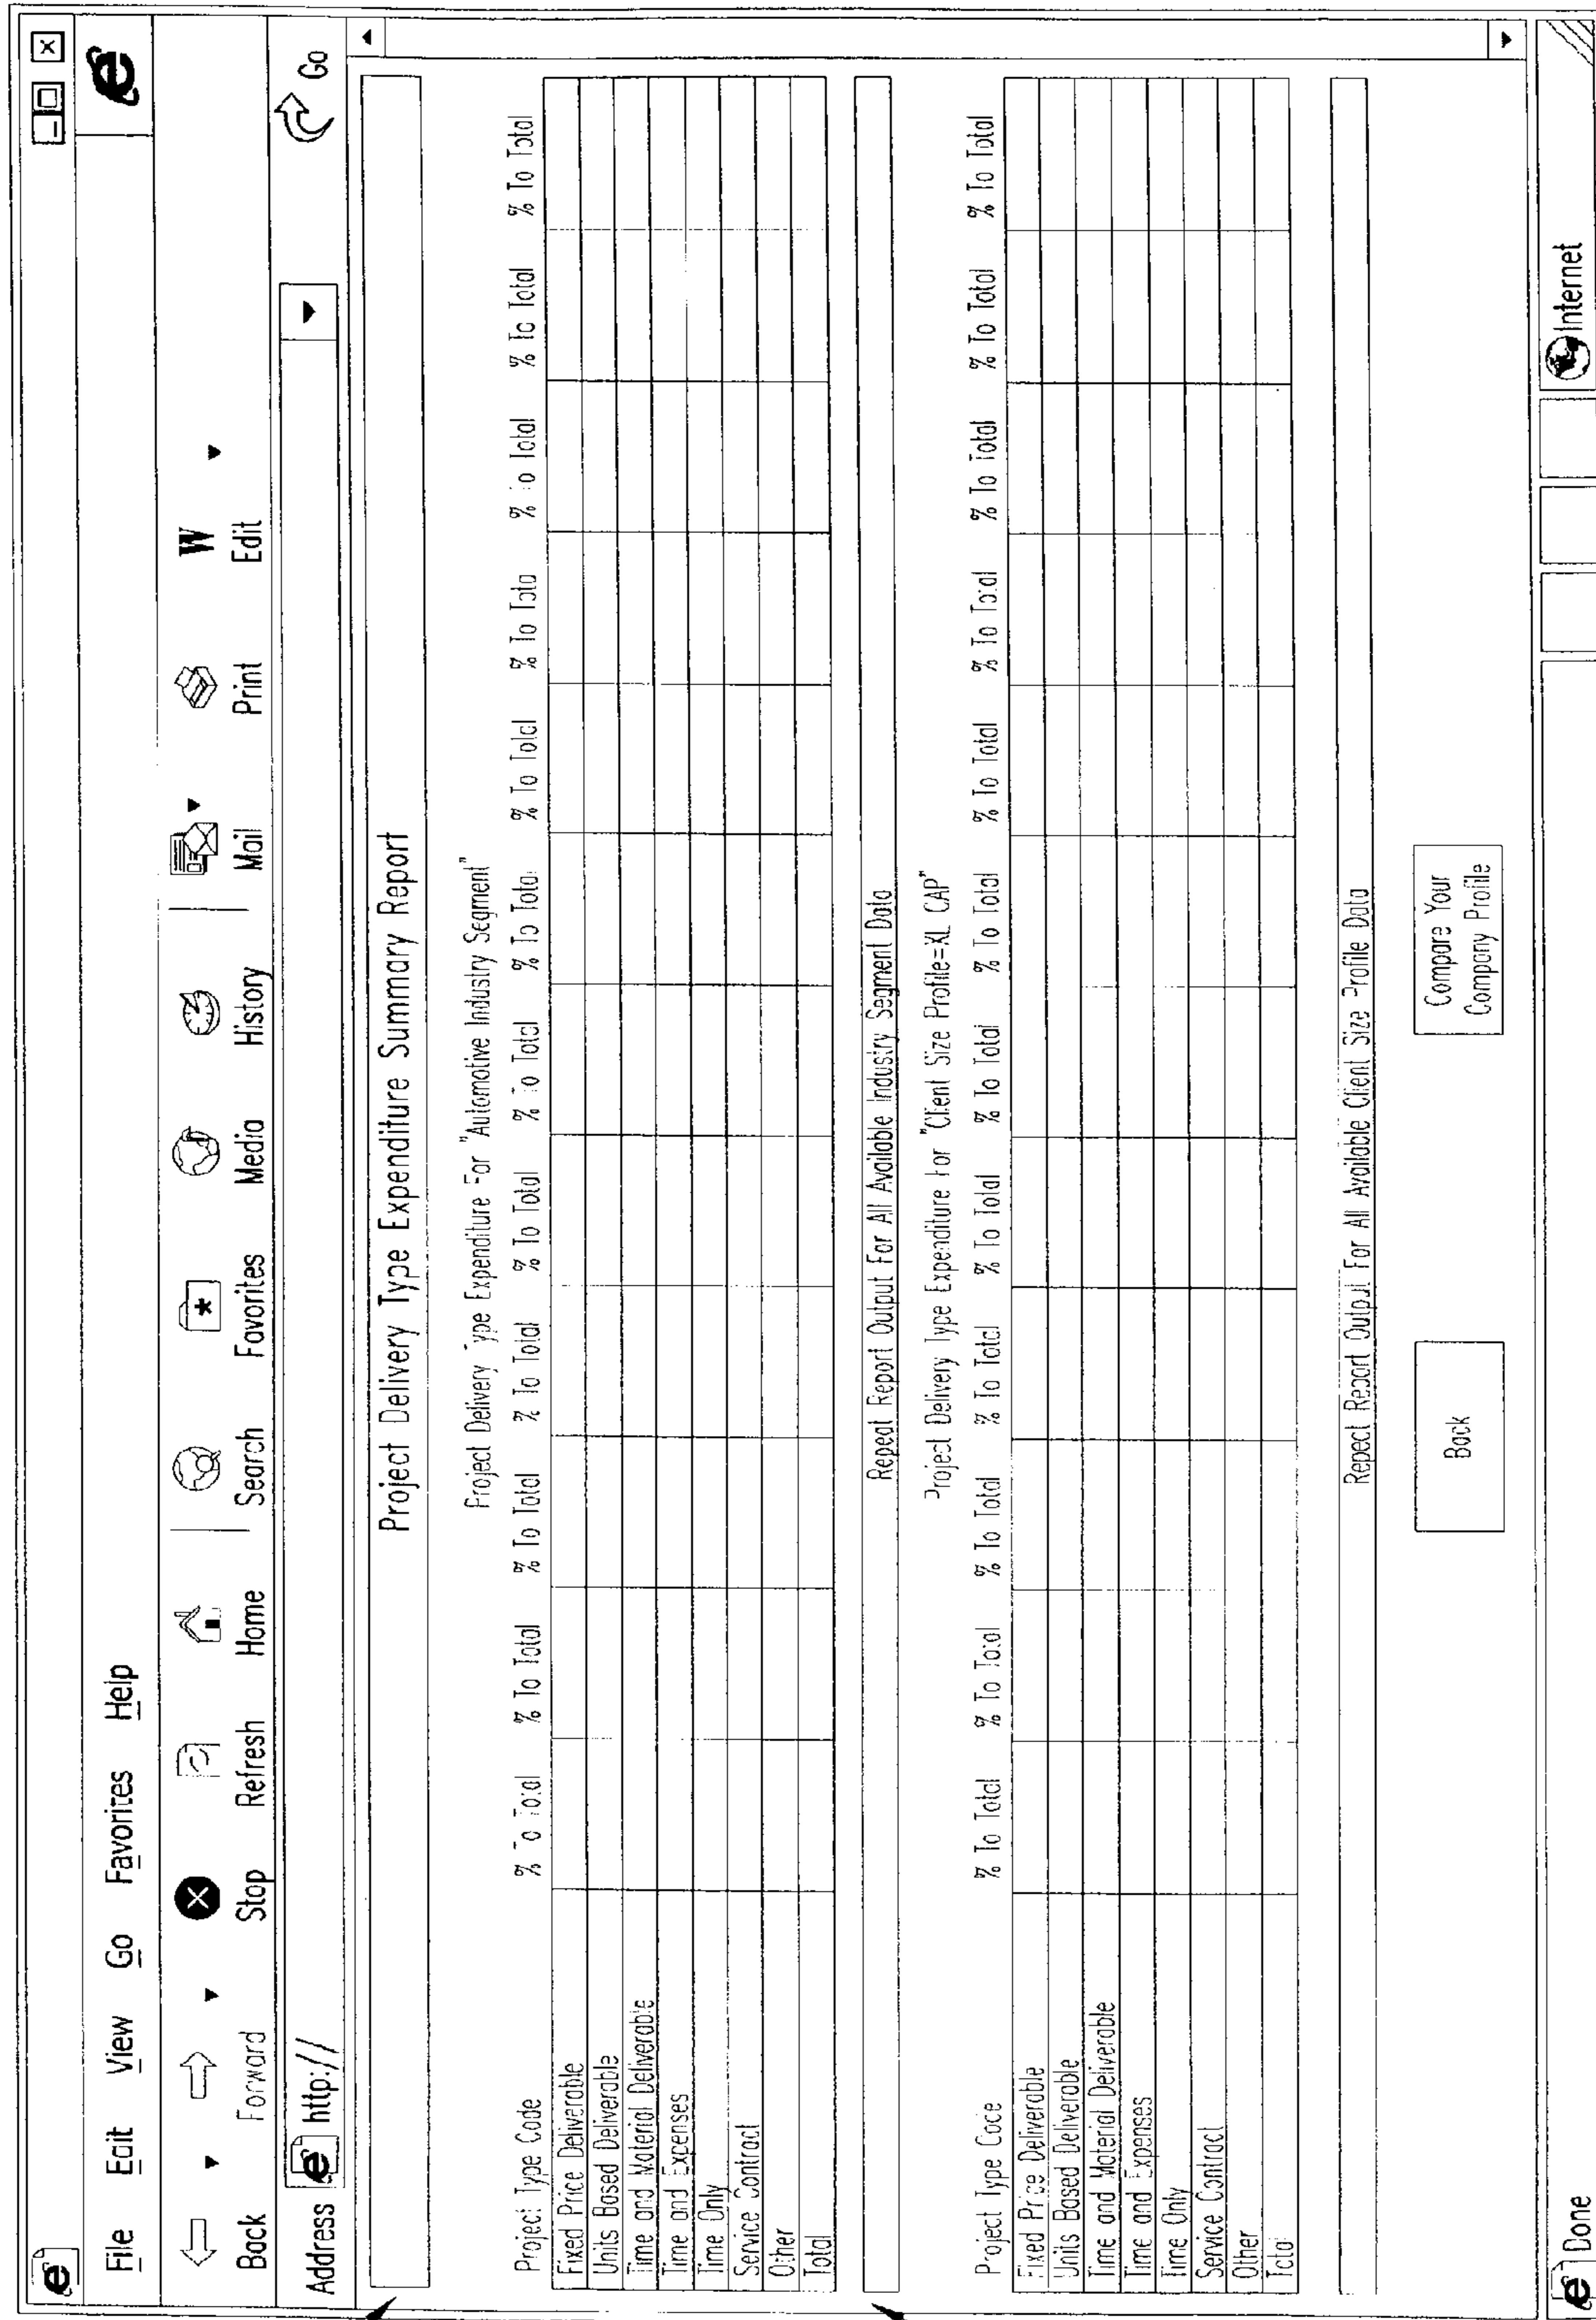 File Edit View Go Favorites Help
Back Forward Stop Refresh Home Search Favorites Media History Mail Print Edit
Address http:// Go
Project Delivery Type Expenditure Summary Report
Project Delivery Type Expenditure For "Automotive Industry Segment"
Project Type Code % To Total % To Total % To Total % To Total % To Total % To Total % To Total % To Total % To Total % To Total % To Total % To Total
Fixed Price Deliverable
Units Based Deliverable
Time and Material Deliverable
Time and Expenses
Time Only
Service Contract
Other
Total
Repeat Report Output For All Available Industry Segment Data
Project Delivery Type Expenditure For "Client Size Profile=XL CAP"
Project Type Code % To Total % To Total % To Total % To Total % To Total % To Total % To Total % To Total % To Total % To Total % To Total % To Total
Fixed Price Deliverable
Units Based Deliverable
Time and Material Deliverable
Time and Expenses
Time Only
Service Contract
Other
Total
Repeat Report Output For All Available Client Size Profile Data
Back
Compare Your
Company Profile
Done Internet